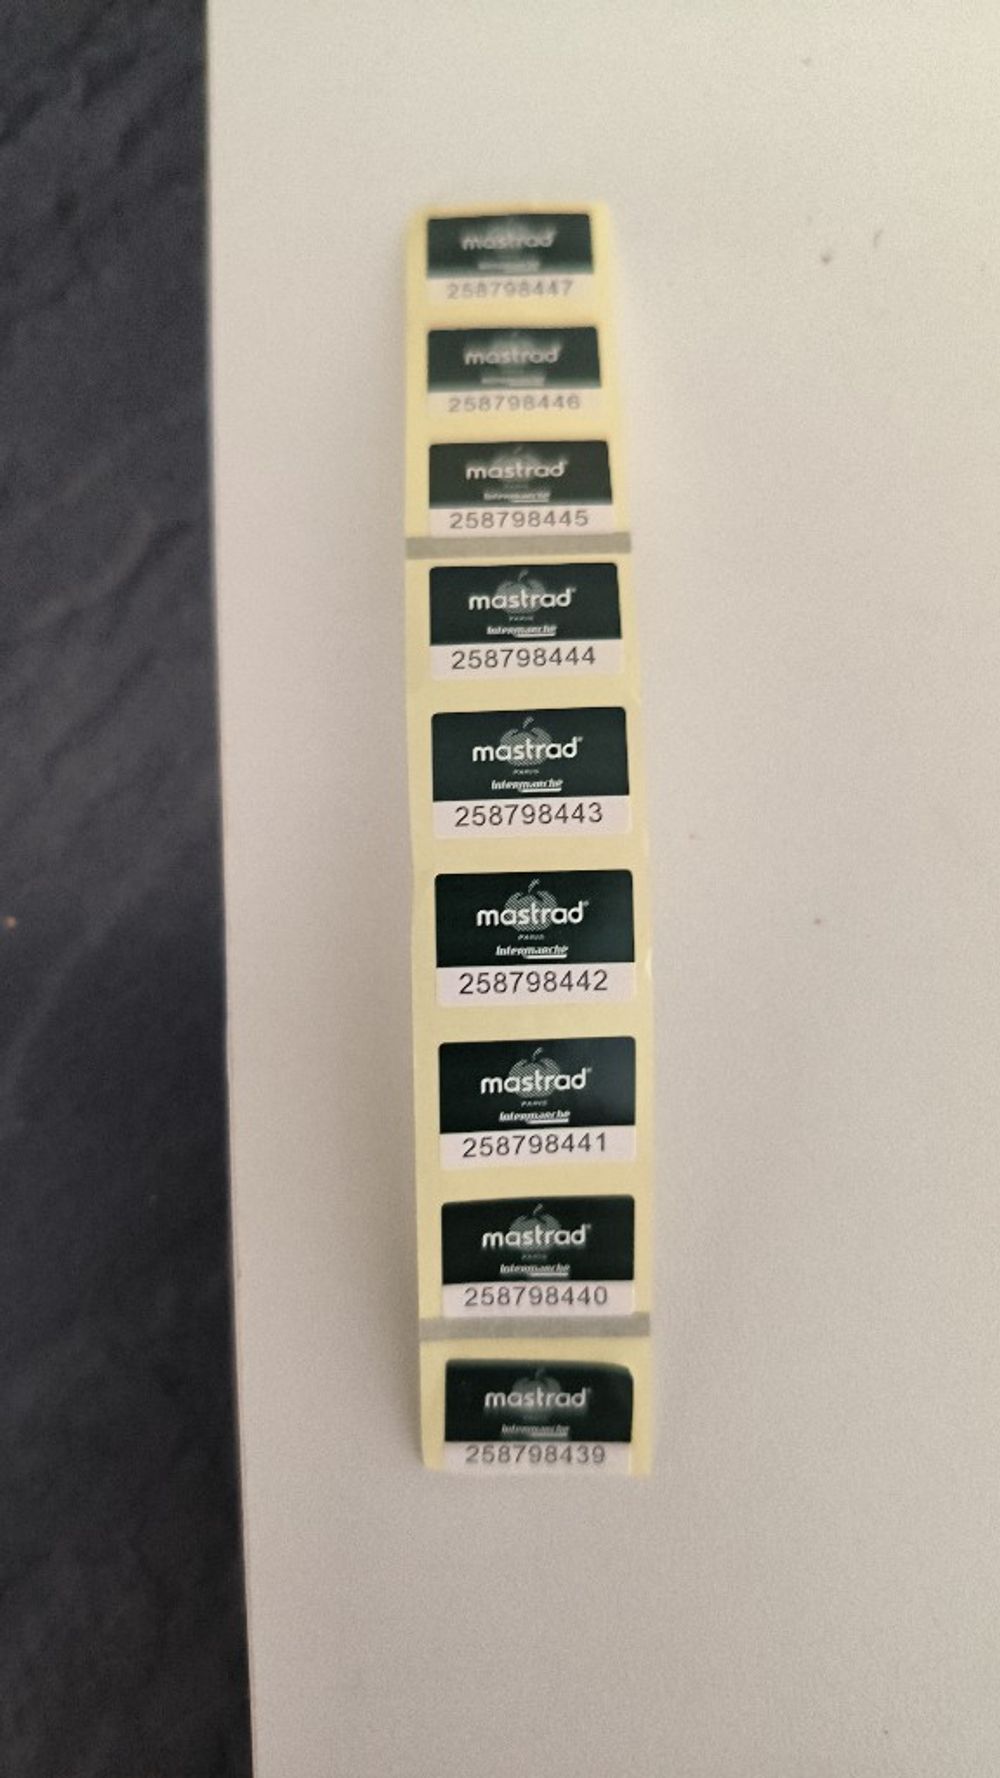 mastrad
258798447
mastrad
258798446
mastrad
Intermarché
258798445
mastrad®
PARIS
Intermarché
258798444
mastrad®
PARIS
Intermarché
258798443
mastrad®
PARIS
Intermarché
258798442
mastrad®
PARIS
Intermarché
258798441
mastrad®
PARIS
Intermarché
258798440
mastrad®
Intermarché
258798439